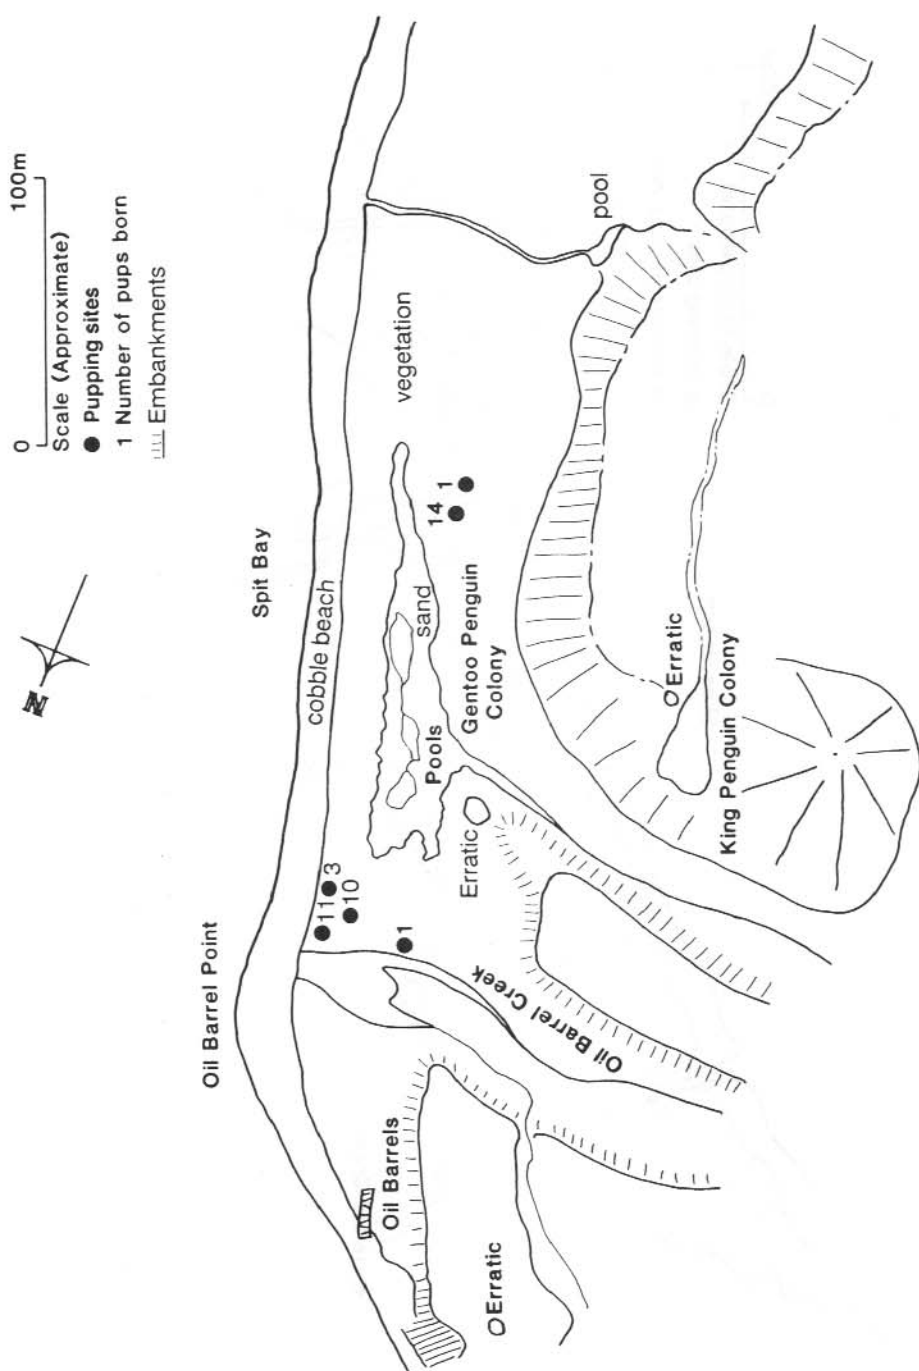 0 100m
Scale (Approximate)
● Pupping sites
1 Number of pups born
Embankments
N
Spit Bay
Oil Barrel Point
cobble beach
vegetation
pool
sand
Pools
14
1
Gentoo Penguin
Colony
11
3
10
1
Erratic
Erratic
King Penguin Colony
Oil Barrel Creek
Oil Barrels
Erratic